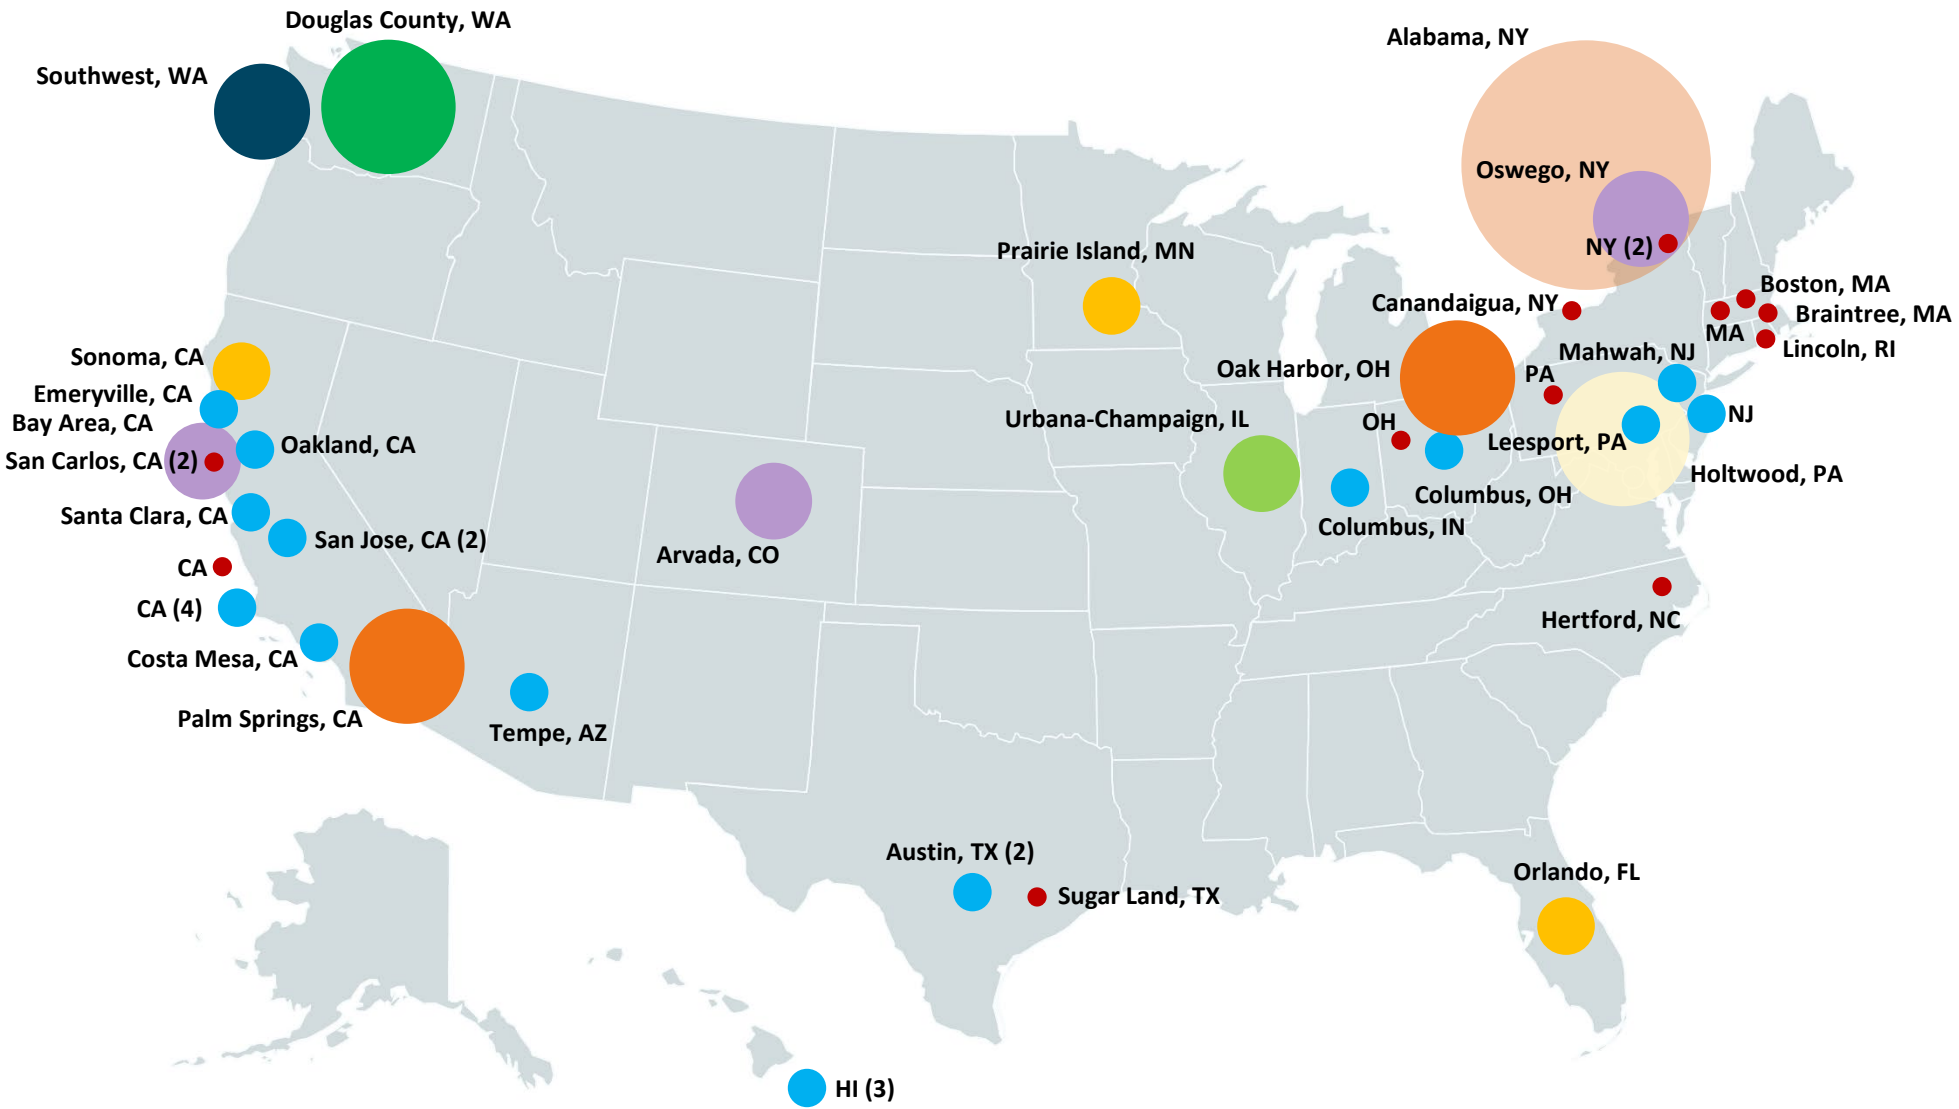 Douglas County, WA
Southwest, WA
Alabama, NY
Oswego, NY
NY (2)
Prairie Island, MN
Canandaigua, NY
Boston, MA
Braintree, MA
MA
Lincoln, RI
Mahwah, NJ
Sonoma, CA
Emeryville, CA
Bay Area, CA
Oakland, CA
San Carlos, CA (2)
Oak Harbor, OH
PA
Urbana-Champaign, IL
OH
NJ
Leesport, PA
Holtwood, PA
Columbus, OH
Columbus, IN
Santa Clara, CA
San Jose, CA (2)
Arvada, CO
CA
CA (4)
Hertford, NC
Costa Mesa, CA
Palm Springs, CA
Tempe, AZ
Austin, TX (2)
Sugar Land, TX
Orlando, FL
HI (3)